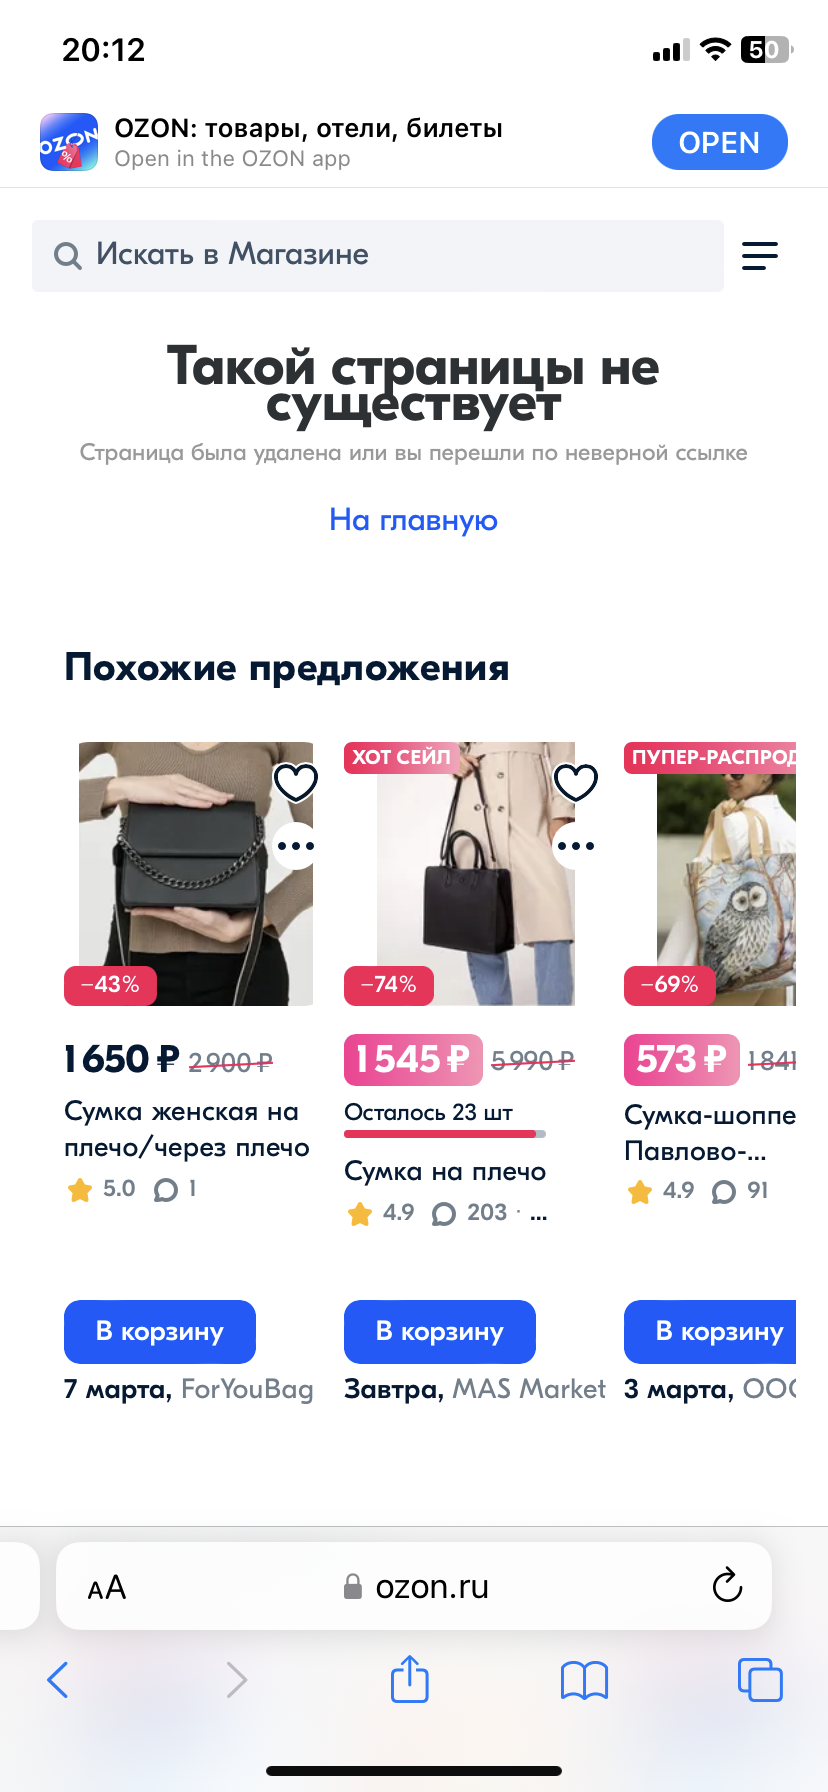 20:12
50
OZON
%
OZON: товары, отели, билеты
Open in the OZON app
OPEN
Искать в Магазине
Такой страницы не
существует
Страница была удалена или вы перешли по неверной ссылке
На главную
Похожие предложения
−43%
1 650 ₽ 2 900 ₽
Сумка женская на
плечо/через плечо
5.0 1
В корзину
7 марта, ForYouBag
ХОТ СЕЙЛ
−74%
1 545 ₽ 5 990 ₽
Осталось 23 шт
Сумка на плечо
4.9 203 · ...
В корзину
Завтра, MAS Market
ПУПЕР-РАСПРОД
−69%
573 ₽ 1 841
Сумка-шоппе
Павлово-...
4.9 91
В корзину
3 марта, ООО
AA
ozon.ru